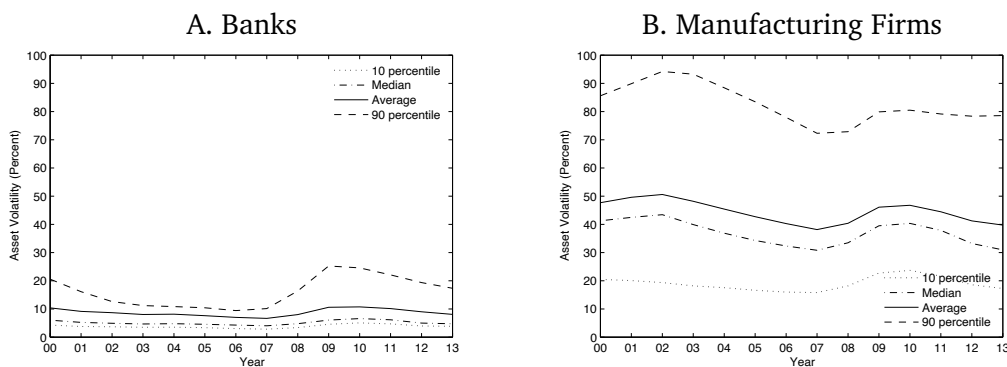 A. Banks
100
90
80
70
60
50
40
30
20
10
0
Asset Volatility (Percent)
10 percentile
Median
Average
90 percentile
00 01 02 03 04 05 06 07 08 09 10 11 12 13
Year
B. Manufacturing Firms
100
90
80
70
60
50
40
30
20
10
0
Asset Volatility (Percent)
10 percentile
Median
Average
90 percentile
00 01 02 03 04 05 06 07 08 09 10 11 12 13
Year